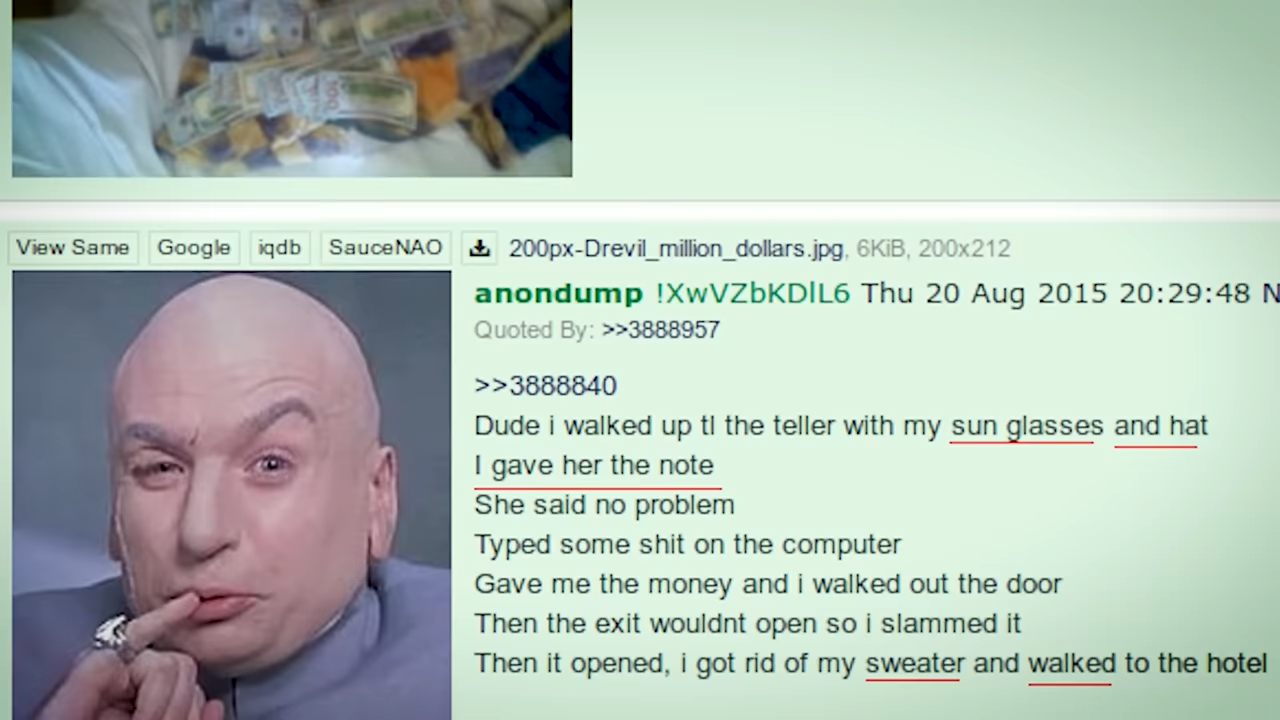 View Same Google iqdb SauceNAO 200px-Drevil_million_dollars.jpg, 6KiB, 200x212
anondump !XwVZbKDlL6 Thu 20 Aug 2015 20:29:48 N
Quoted By: >>3888957
>>3888840
Dude i walked up tl the teller with my sun glasses and hat
I gave her the note
She said no problem
Typed some shit on the computer
Gave me the money and i walked out the door
Then the exit wouldnt open so i slammed it
Then it opened, i got rid of my sweater and walked to the hotel